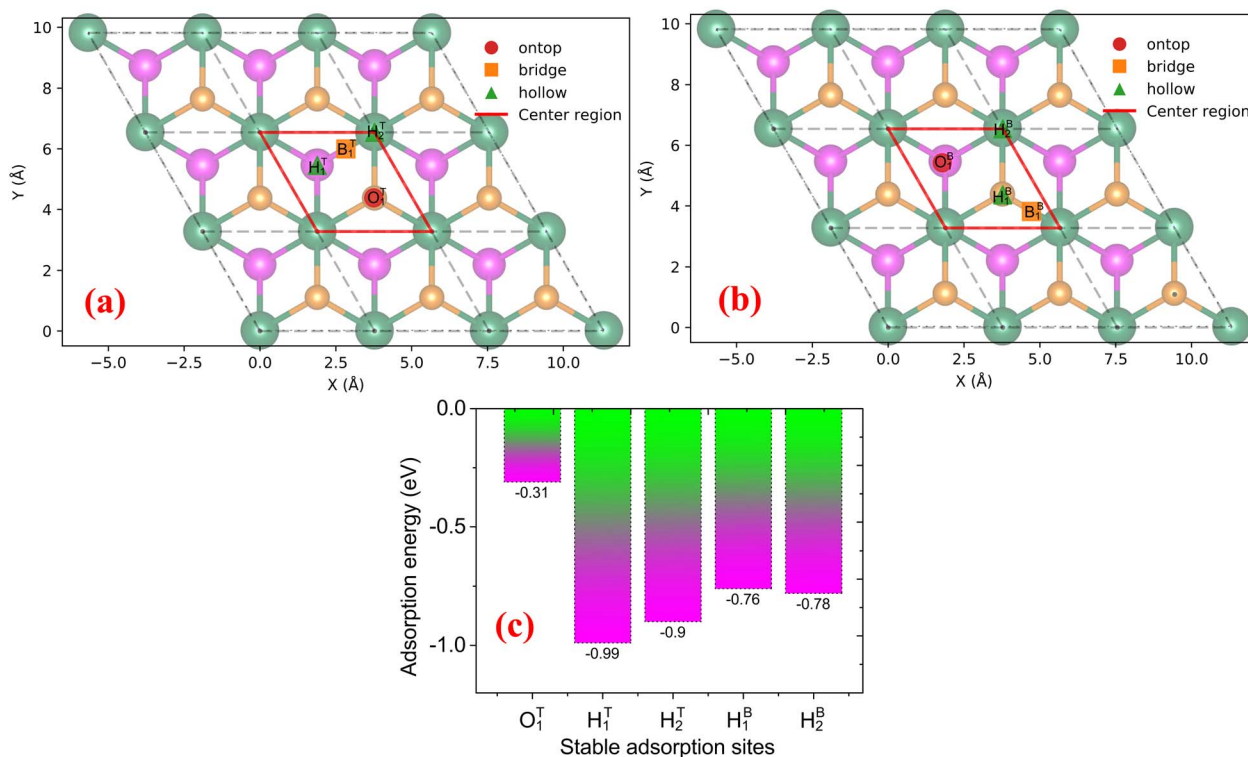 10
8
6
4
2
0
Y (Å)
−5.0
−2.5
0.0
2.5
5.0
7.5
10.0
X (Å)
ontop
bridge
hollow
Center region
H₂ᵀ
B₁ᵀ
H₁ᵀ
O₁ᵀ
(a)
10
8
6
4
2
0
Y (Å)
−5.0
−2.5
0.0
2.5
5.0
7.5
10.0
X (Å)
ontop
bridge
hollow
Center region
H₂ᴮ
O₁ᴮ
H₁ᴮ
B₁ᴮ
(b)
0.0
-0.5
-1.0
Adsorption energy (eV)
-0.31
-0.99
-0.9
-0.76
-0.78
(c)
O₁ᵀ H₁ᵀ H₂ᵀ H₁ᴮ H₂ᴮ
Stable adsorption sites